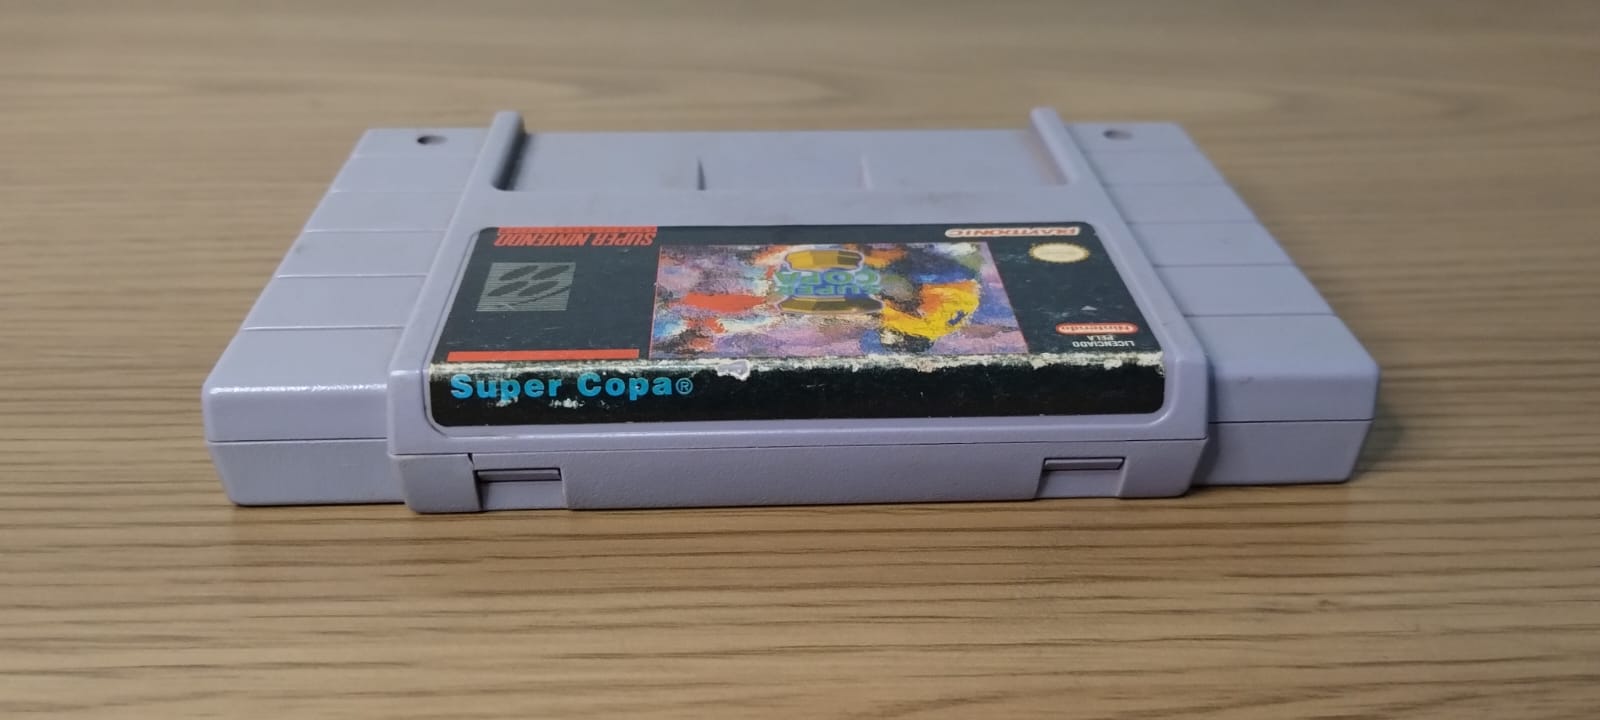 SUPER NINTENDO
PLAYTRONIC
SUPER
COPA
Nintendo
LICENCIADO
PELA
Super Copa®